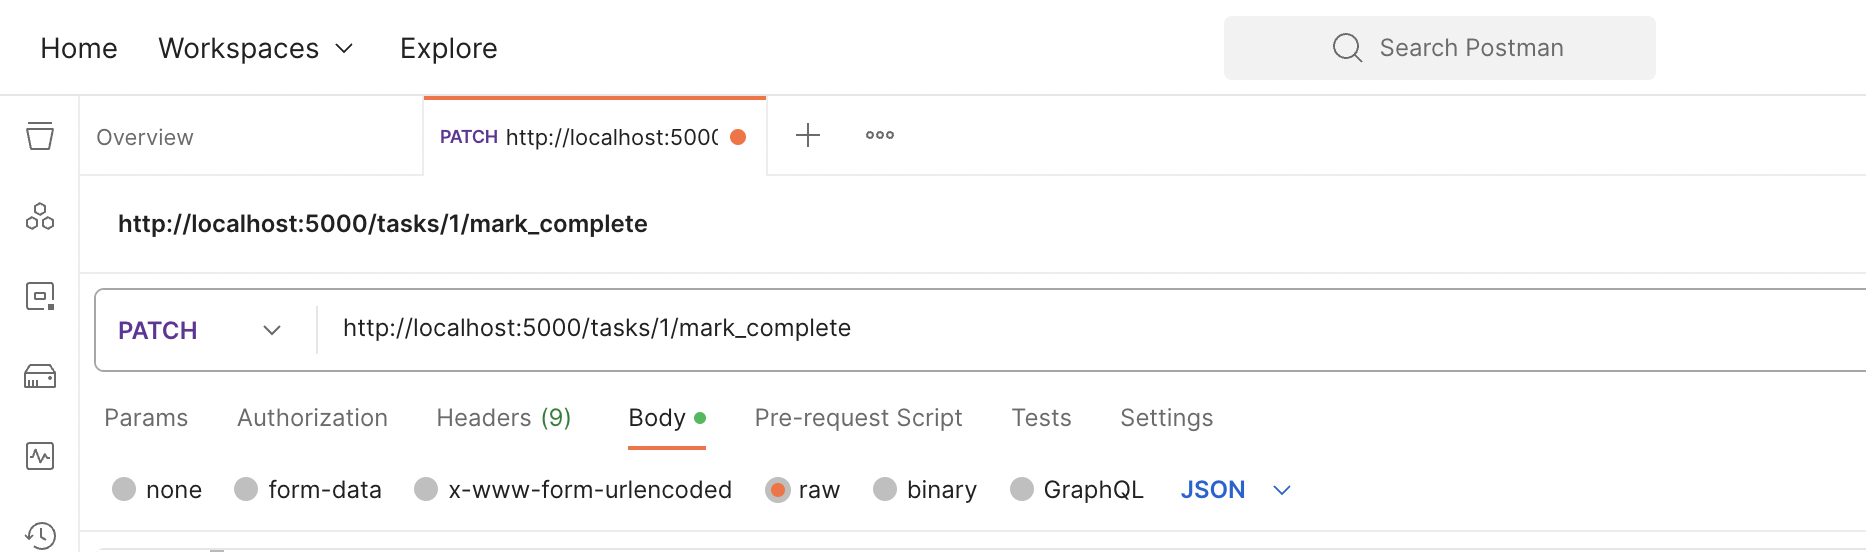 Home Workspaces Explore Search Postman
Overview PATCH http://localhost:500
http://localhost:5000/tasks/1/mark_complete
PATCH http://localhost:5000/tasks/1/mark_complete
Params Authorization Headers (9) Body Pre-request Script Tests Settings
none form-data x-www-form-urlencoded raw binary GraphQL JSON